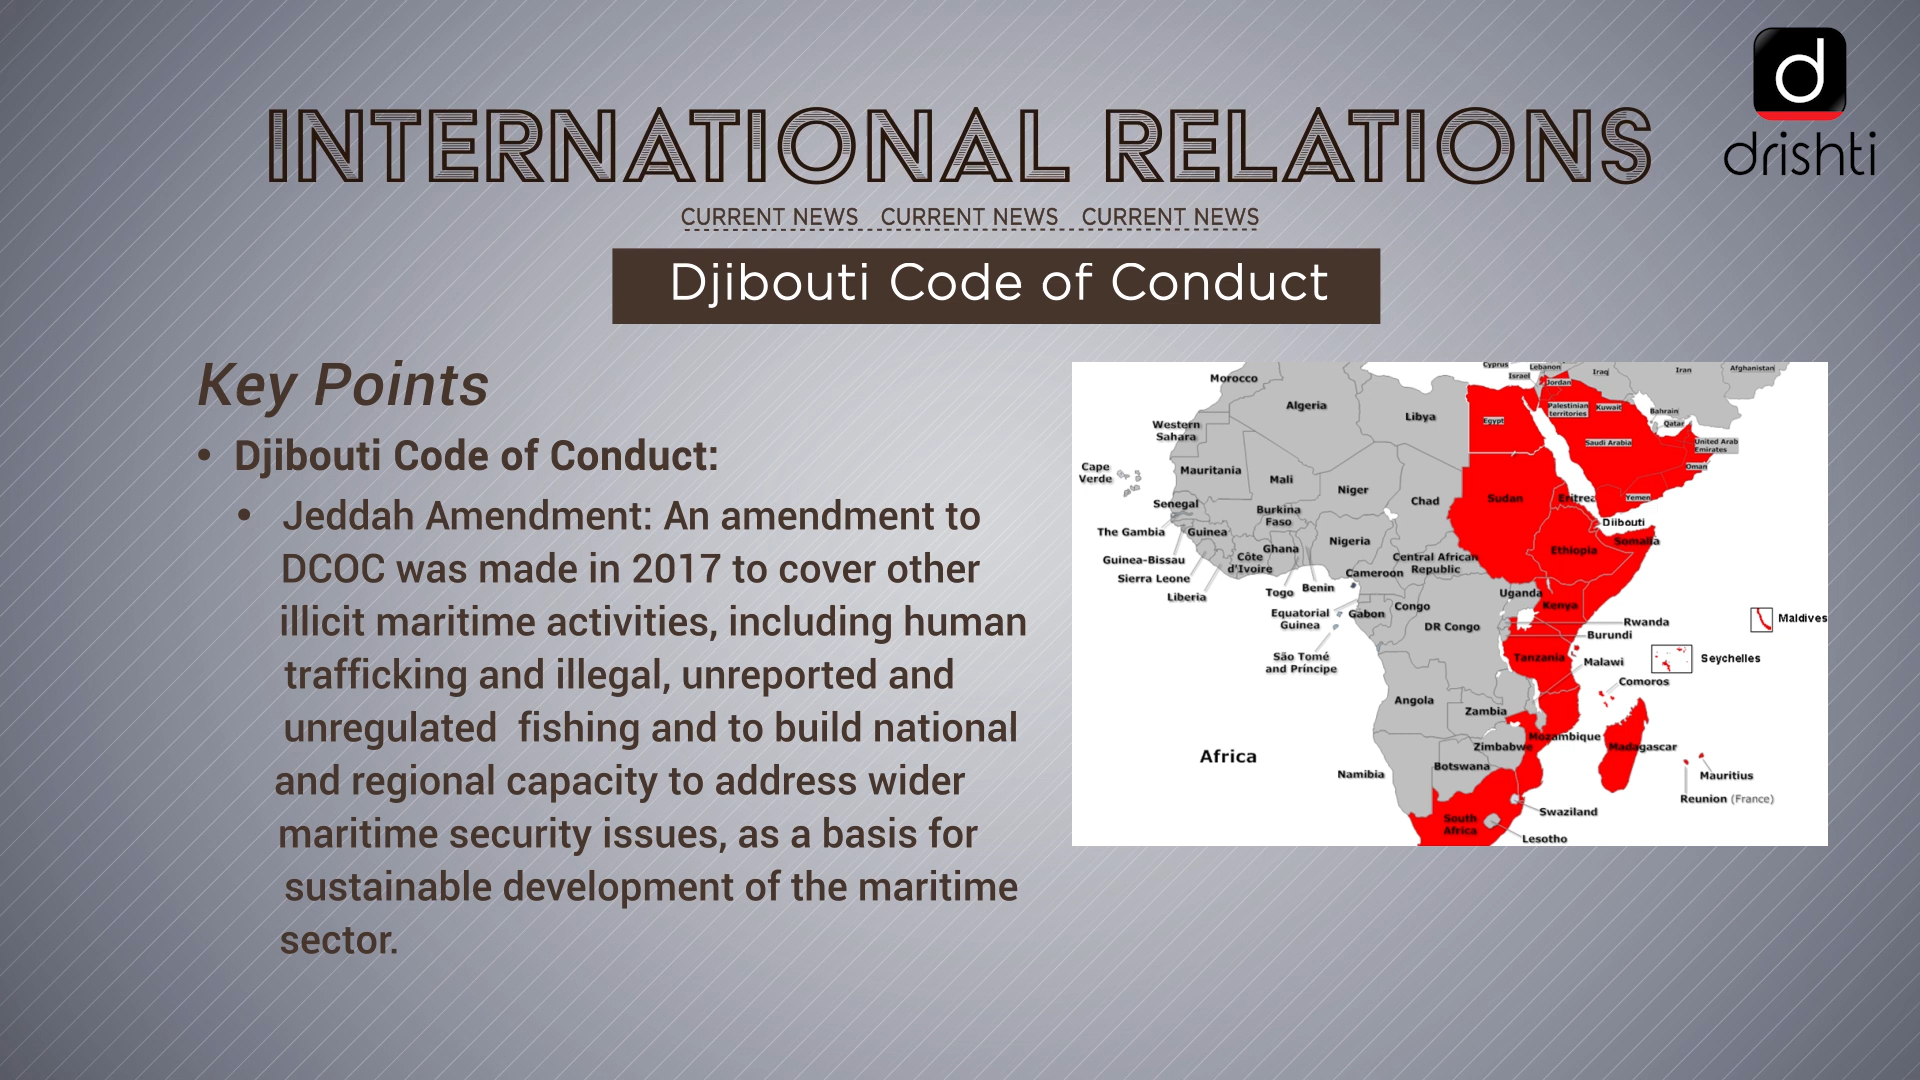 d
drishti
INTERNATIONAL RELATIONS
CURRENT NEWS CURRENT NEWS CURRENT NEWS
Djibouti Code of Conduct
Key Points
• Djibouti Code of Conduct:
• Jeddah Amendment: An amendment to
DCOC was made in 2017 to cover other
illicit maritime activities, including human
trafficking and illegal, unreported and
unregulated fishing and to build national
and regional capacity to address wider
maritime security issues, as a basis for
sustainable development of the maritime
sector.
Cyprus
Lebanon
Israel
Iraq
Iran
Afghanistan
Morocco
Jordan
Algeria
Libya
Egypt
Palestinian
territories
Kuwait
Bahrain
Qatar
Western
Sahara
Saudi Arabia
United Arab
Emirates
Oman
Cape
Verde
Mauritania
Mali
Niger
Chad
Sudan
Eritrea
Yemen
Senegal
Burkina
Faso
The Gambia
Guinea
Djibouti
Somalia
Nigeria
Ghana
Côte
d'Ivoire
Ethiopia
Guinea-Bissau
Central African
Republic
Sierra Leone
Cameroon
Liberia
Togo
Benin
Uganda
Kenya
Equatorial
Guinea
Gabon
Congo
DR Congo
Rwanda
Burundi
Maldives
São Tomé
and Príncipe
Tanzania
Malawi
Seychelles
Comoros
Angola
Zambia
Mozambique
Zimbabwe
Madagascar
Africa
Botswana
Namibia
Mauritius
Reunion (France)
Swaziland
South
Africa
Lesotho